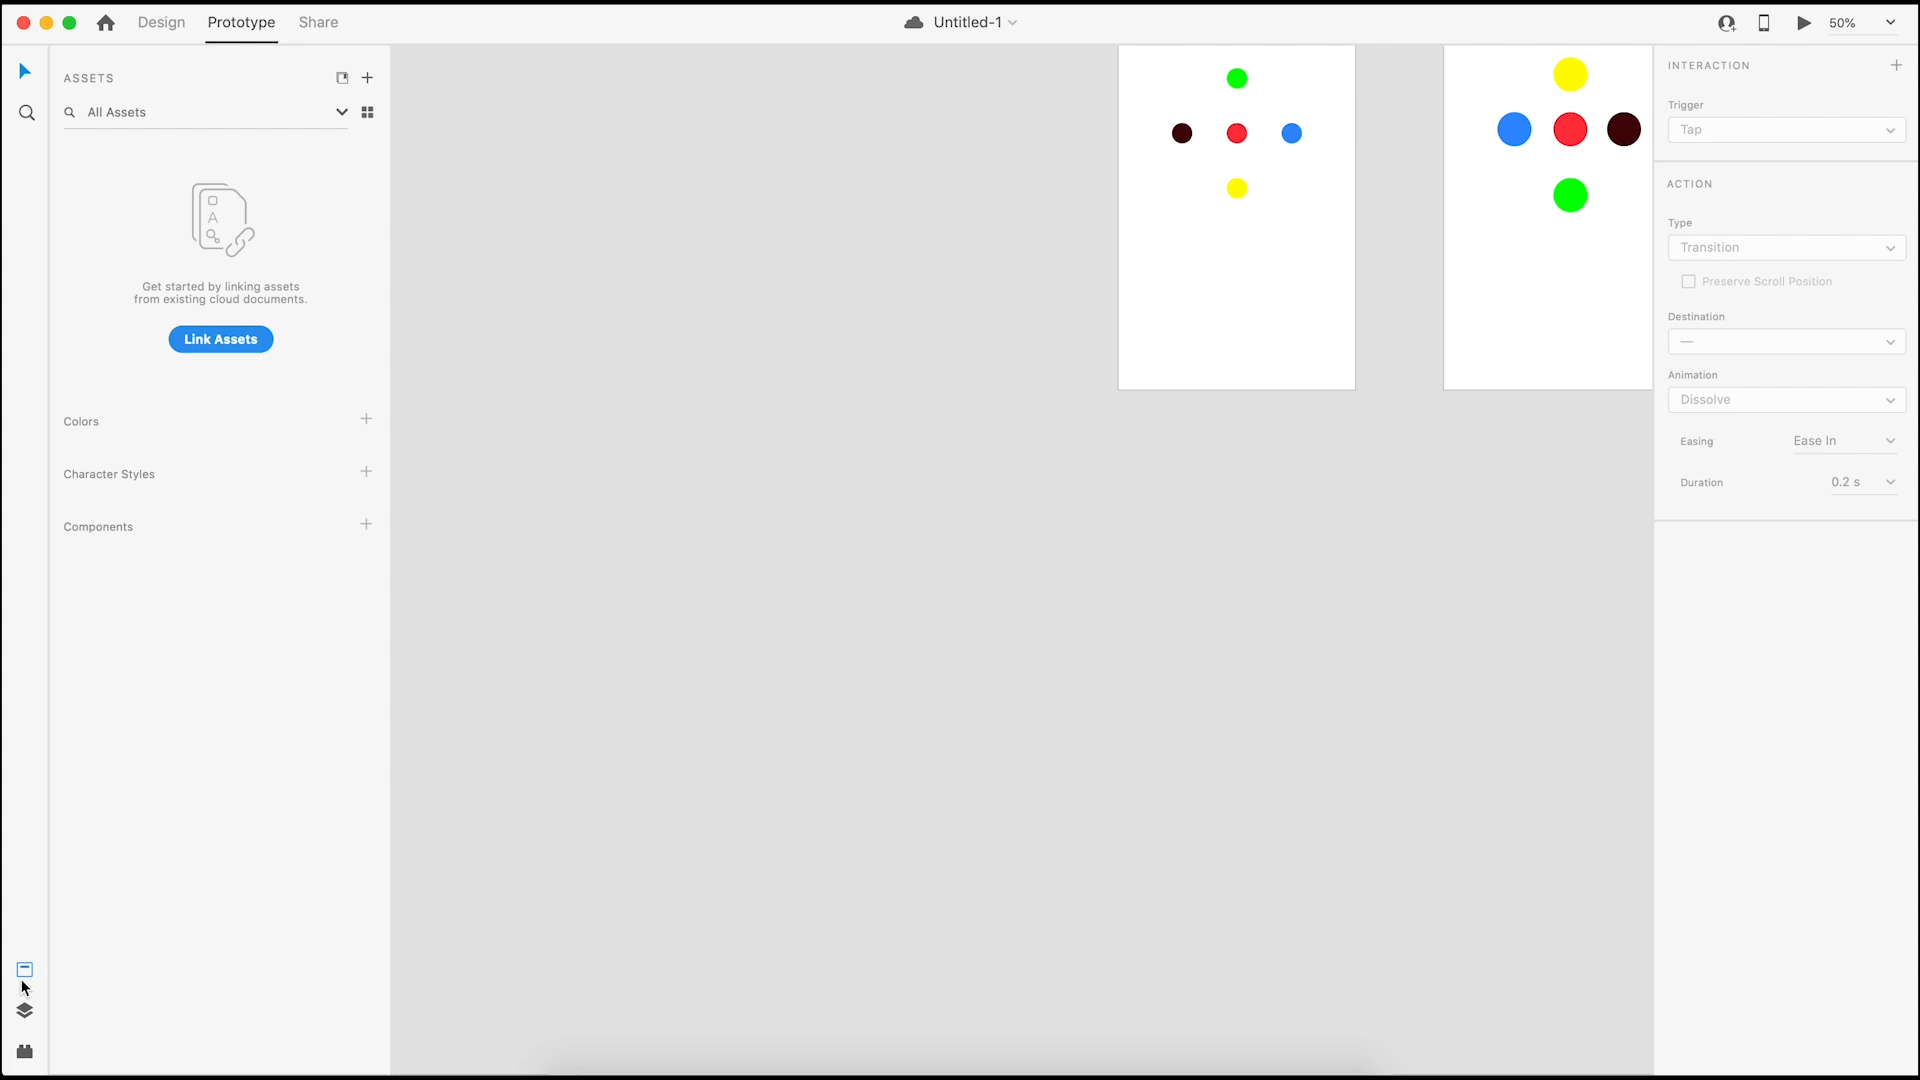 Design Prototype Share
Untitled-1
50%
ASSETS
All Assets
A
Get started by linking assets
from existing cloud documents.
Link Assets
Colors
Character Styles
Components
INTERACTION
Trigger
Tap
ACTION
Type
Transition
Preserve Scroll Position
Destination
—
Animation
Dissolve
Easing Ease In
Duration 0.2 s